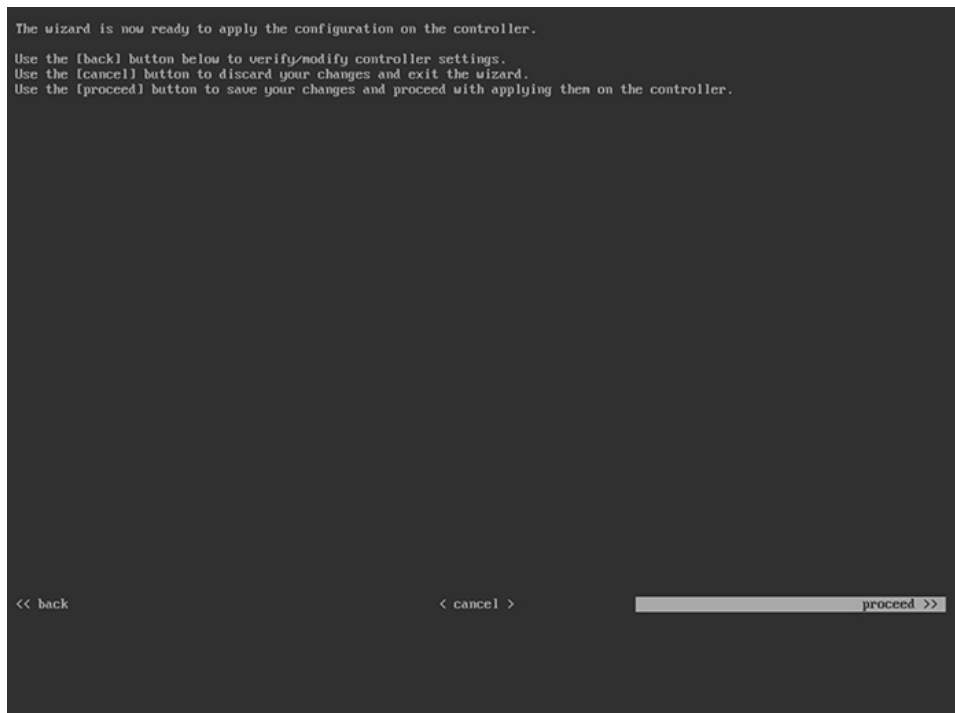 The wizard is now ready to apply the configuration on the controller.
Use the [back] button below to verify/modify controller settings.
Use the [cancel] button to discard your changes and exit the wizard.
Use the [proceed] button to save your changes and proceed with applying them on the controller.
<< back < cancel > proceed >>